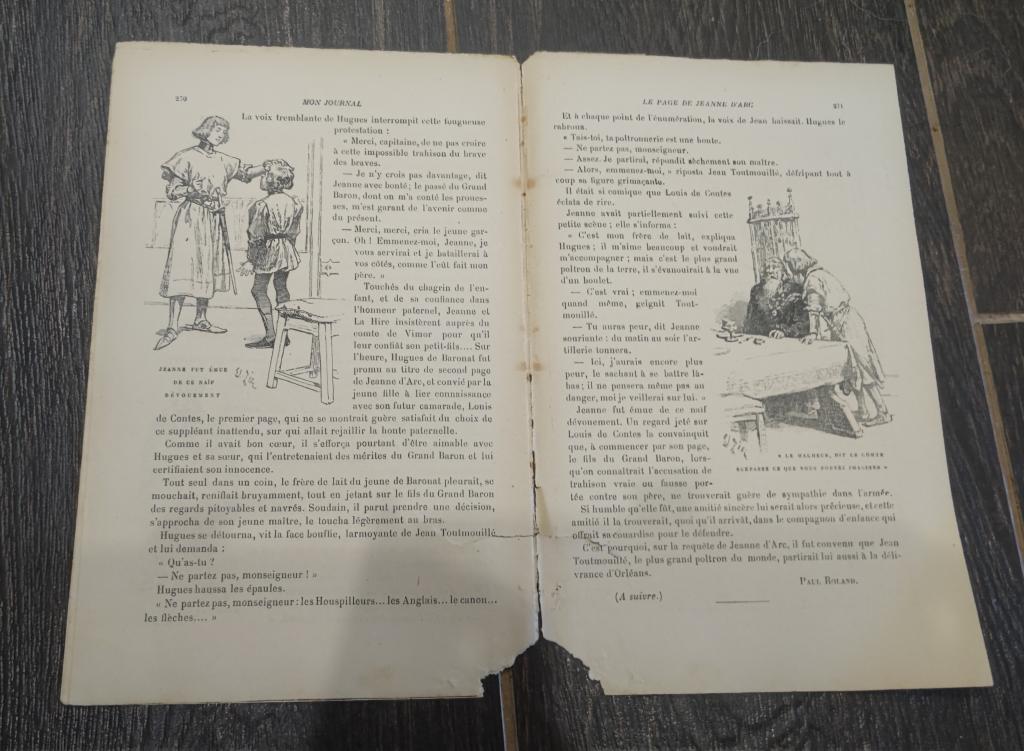 250
MON JOURNAL
La voix tremblante de Hugues interrompit cette fougueuse
protestation :
« Merci, capitaine, de ne pas croire
à cette impossible trahison du brave
des braves.
— Je n'y crois pas davantage, dit
Jeanne avec bonté; le passé du Grand
Baron, dont on m'a conté les proues-
ses, m'est garant de l'avenir comme
du présent.
— Merci, merci, cria le jeune gar-
çon. Oh ! Emmenez-moi, Jeanne, je
vous servirai et je bataillerai à
vos côtés, comme l'eût fait mon
père. »
Touchés du chagrin de l'en-
fant, et de sa confiance dans
l'honneur paternel, Jeanne et
La Hire insistèrent auprès du
comte de Vimor pour qu'il
leur confiât son petit-fils.... Sur
l'heure, Hugues de Baronat fut
promu au titre de second page
de Jeanne d'Arc, et convié par la
jeune fille à lier connaissance
avec son futur camarade, Louis
JEANNE FUT ÉMUE
DE CE NAÏF
DÉVOUEMENT
de Contes, le premier page, qui ne se montrait guère satisfait du choix de
ce suppléant inattendu, sur qui allait rejaillir la honte paternelle.
Comme il avait bon cœur, il s'efforça pourtant d'être aimable avec
Hugues et sa sœur, qui l'entretenaient des mérites du Grand Baron et lui
certifiaient son innocence.
Tout seul dans un coin, le frère de lait du jeune de Baronat pleurait, se
mouchait, reniflait bruyamment, tout en jetant sur le fils du Grand Baron
des regards pitoyables et navrés. Soudain, il parut prendre une décision,
s'approcha de son jeune maître, le toucha légèrement au bras.
Hugues se détourna, vit la face bouffie, larmoyante de Jean Toutmouillé
et lui demanda :
« Qu'as-tu ?
— Ne partez pas, monseigneur ! »
Hugues haussa les épaules.
« Ne partez pas, monseigneur : les Houspilleurs... les Anglais... le canon...
les flèches.... »
LE PAGE DE JEANNE D'ARC
251
Et à chaque point de l'énumération, la voix de Jean baissait. Hugues le
rabroua.
« Tais-toi, ta poltronnerie est une honte.
— Ne partez pas, monseigneur.
— Assez. Je partirai, répondit sèchement son maître.
— Alors, emmenez-moi, » riposta Jean Toutmouillé, défripant tout à
coup sa figure grimaçante.
Il était si comique que Louis de Contes
éclata de rire.
Jeanne avait partiellement suivi cette
petite scène ; elle s'informa :
« C'est mon frère de lait, expliqua
Hugues ; il m'aime beaucoup et voudrait
m'accompagner ; mais c'est le plus grand
poltron de la terre, il s'évanouirait à la vue
d'un boulet.
— C'est vrai ; emmenez-moi
quand même, geignit Tout-
mouillé.
— Tu auras peur, dit Jeanne
souriante : du matin au soir l'ar-
tillerie tonnera.
— Ici, j'aurais encore plus
peur, le sachant à se battre là-
bas ; il ne pensera même pas au
danger, moi je veillerai sur lui. »
Jeanne fut émue de ce naïf
dévouement. Un regard jeté sur
Louis de Contes la convainquit
que, à commencer par son page,
le fils du Grand Baron, lors-
qu'on connaîtrait l'accusation de
trahison vraie ou fausse por-
« LE MALHEUR, DIT LE COMTE
SURPASSE CE QUE VOUS POUVEZ IMAGINER »
tée contre son père, ne trouverait guère de sympathie dans l'armée.
Si humble qu'elle fût, une amitié sincère lui serait alors précieuse, et cette
amitié il la trouverait, quoi qu'il arrivât, dans le compagnon d'enfance qui
offrait sa couardise pour le défendre.
C'est pourquoi, sur la requête de Jeanne d'Arc, il fut convenu que Jean
Toutmouillé, le plus grand poltron du monde, partirait lui aussi à la déli-
vrance d'Orléans.
PAUL ROLAND.
(A suivre.)